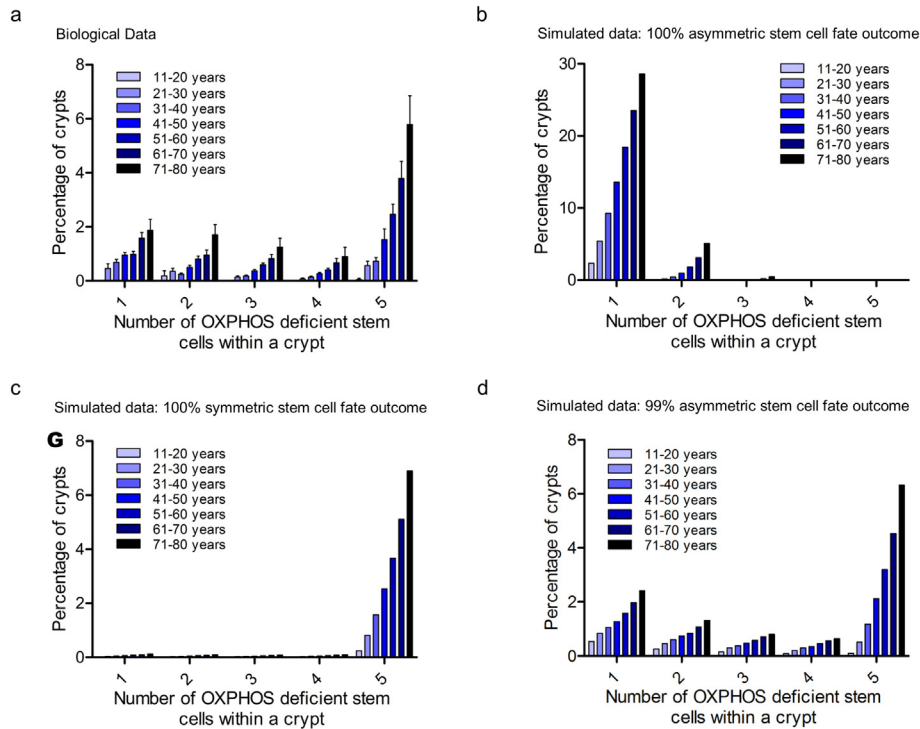 a
Biological Data
Percentage of crypts
8
6
4
2
0
11-20 years
21-30 years
31-40 years
41-50 years
51-60 years
61-70 years
71-80 years
1 2 3 4 5
Number of OXPHOS deficient stem
cells within a crypt
b
Simulated data: 100% asymmetric stem cell fate outcome
Percentage of crypts
30
20
10
0
11-20 years
21-30 years
31-40 years
41-50 years
51-60 years
61-70 years
71-80 years
1 2 3 4 5
Number of OXPHOS deficient stem
cells within a crypt
c
Simulated data: 100% symmetric stem cell fate outcome
G
Percentage of crypts
8
6
4
2
0
11-20 years
21-30 years
31-40 years
41-50 years
51-60 years
61-70 years
71-80 years
1 2 3 4 5
Number of OXPHOS deficient stem
cells within a crypt
d
Simulated data: 99% asymmetric stem cell fate outcome
Percentage of crypts
8
6
4
2
0
11-20 years
21-30 years
31-40 years
41-50 years
51-60 years
61-70 years
71-80 years
1 2 3 4 5
Number of OXPHOS deficient stem
cells within a crypt